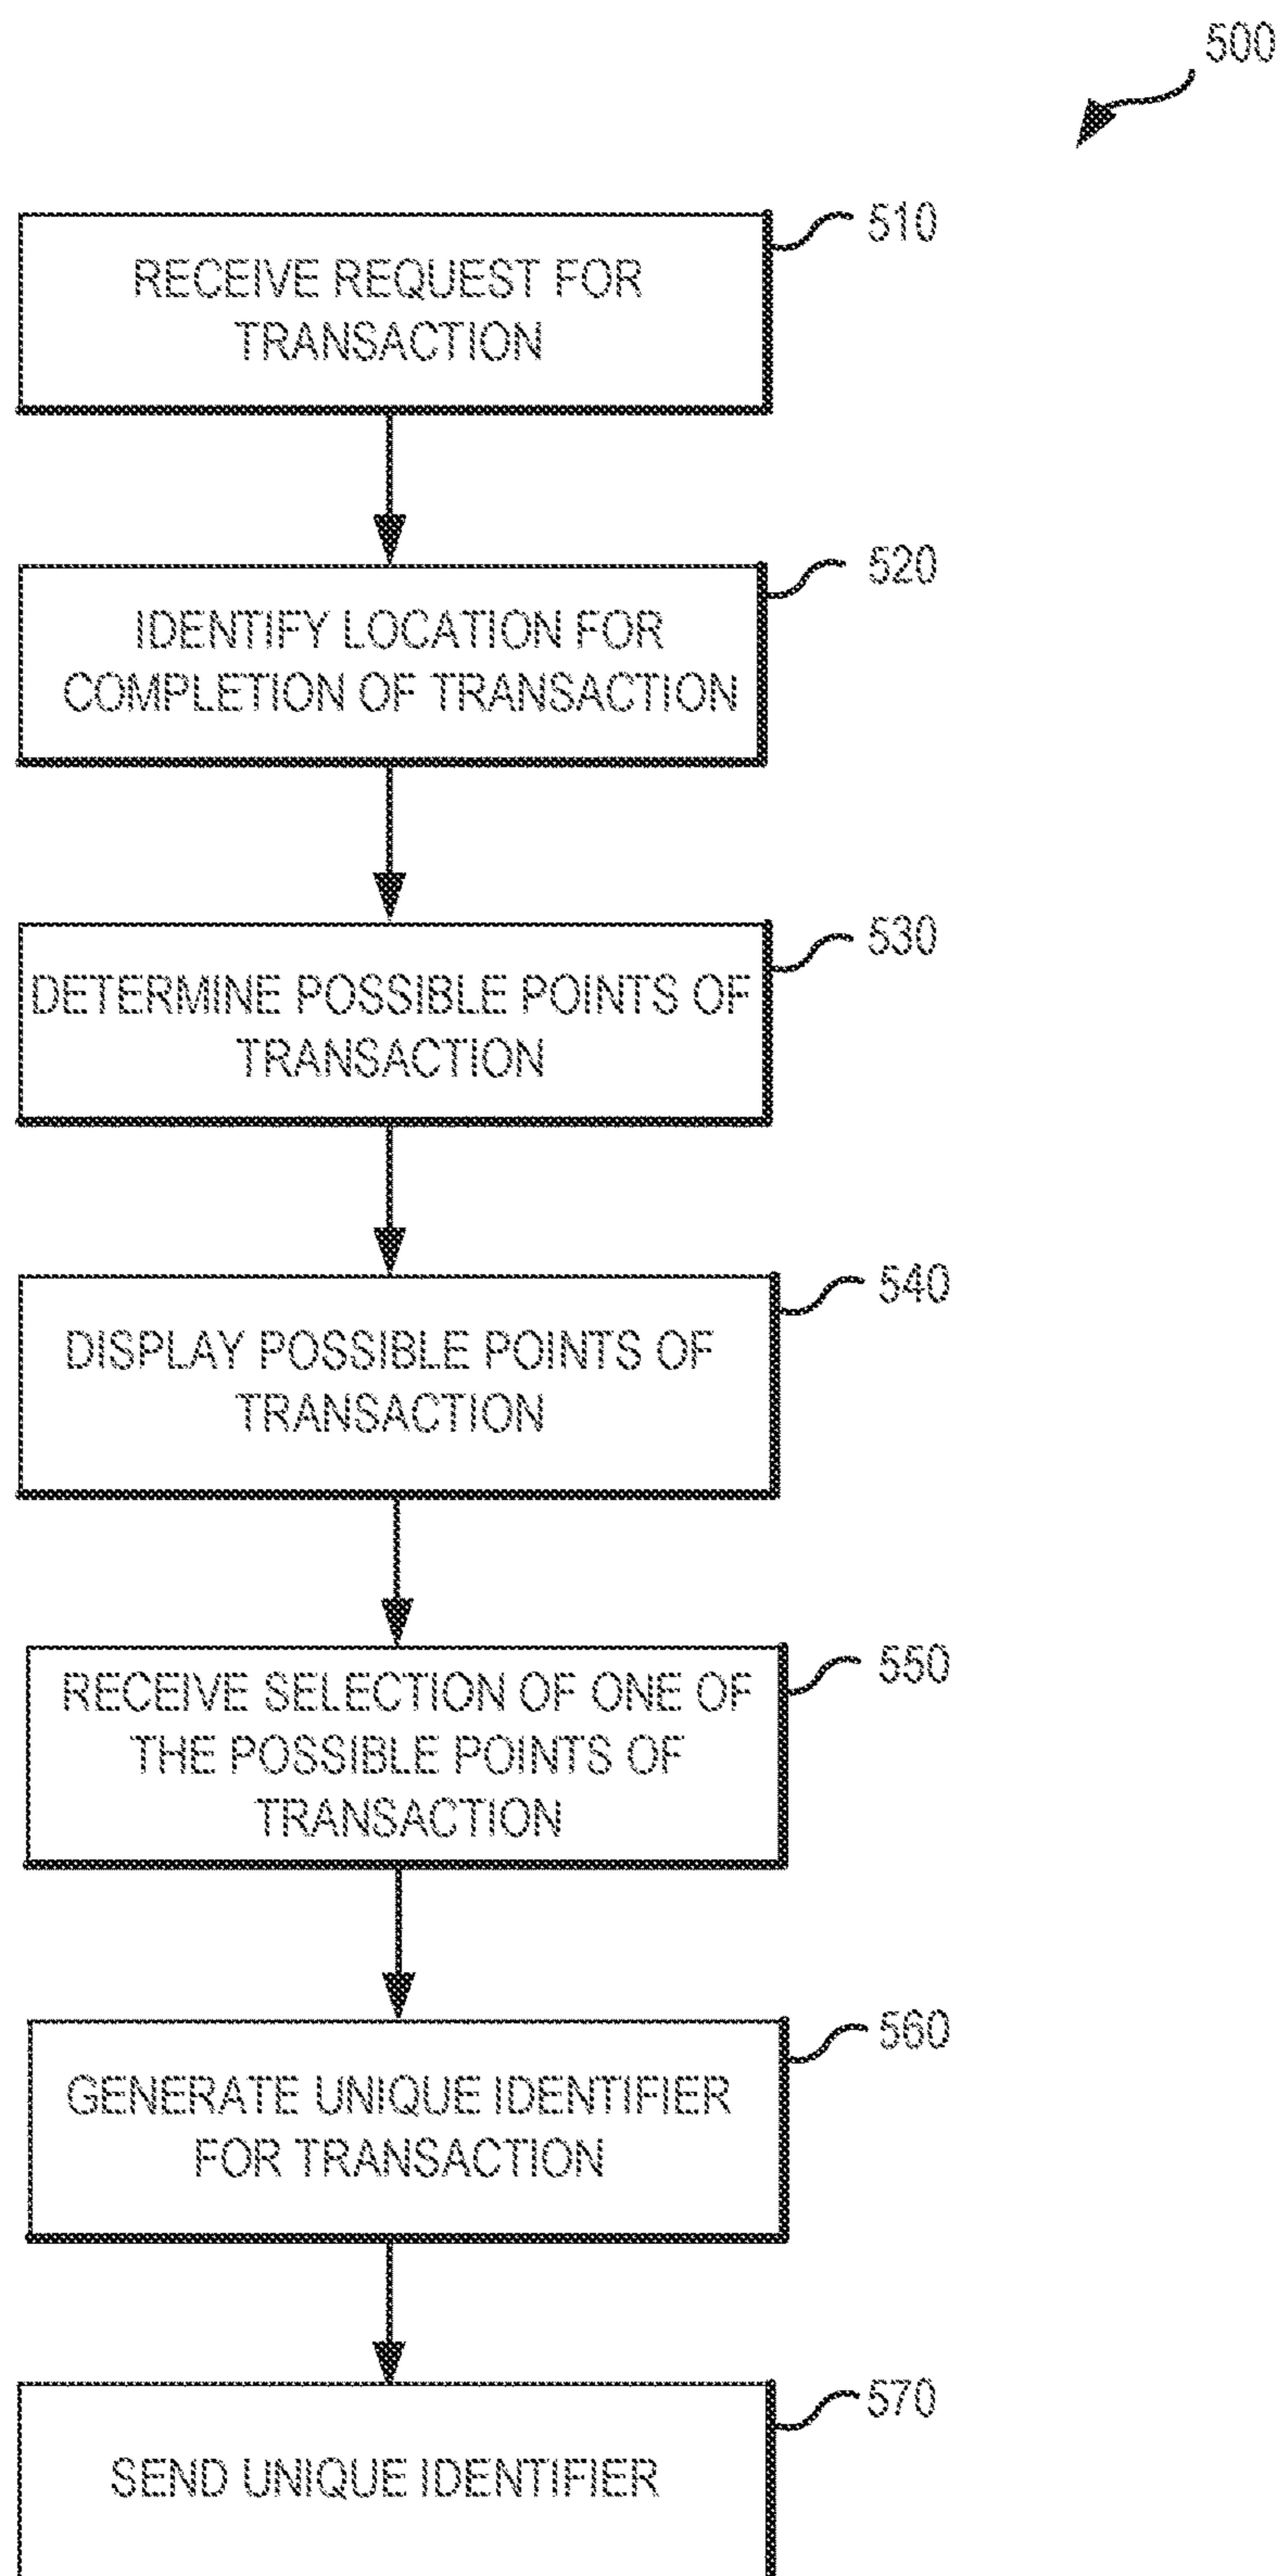 500
510
RECEIVE REQUEST FOR
TRANSACTION
520
IDENTIFY LOCATION FOR
COMPLETION OF TRANSACTION
530
DETERMINE POSSIBLE POINTS OF
TRANSACTION
540
DISPLAY POSSIBLE POINTS OF
TRANSACTION
550
RECEIVE SELECTION OF ONE OF
THE POSSIBLE POINTS OF
TRANSACTION
560
GENERATE UNIQUE IDENTIFIER
FOR TRANSACTION
570
SEND UNIQUE IDENTIFIER